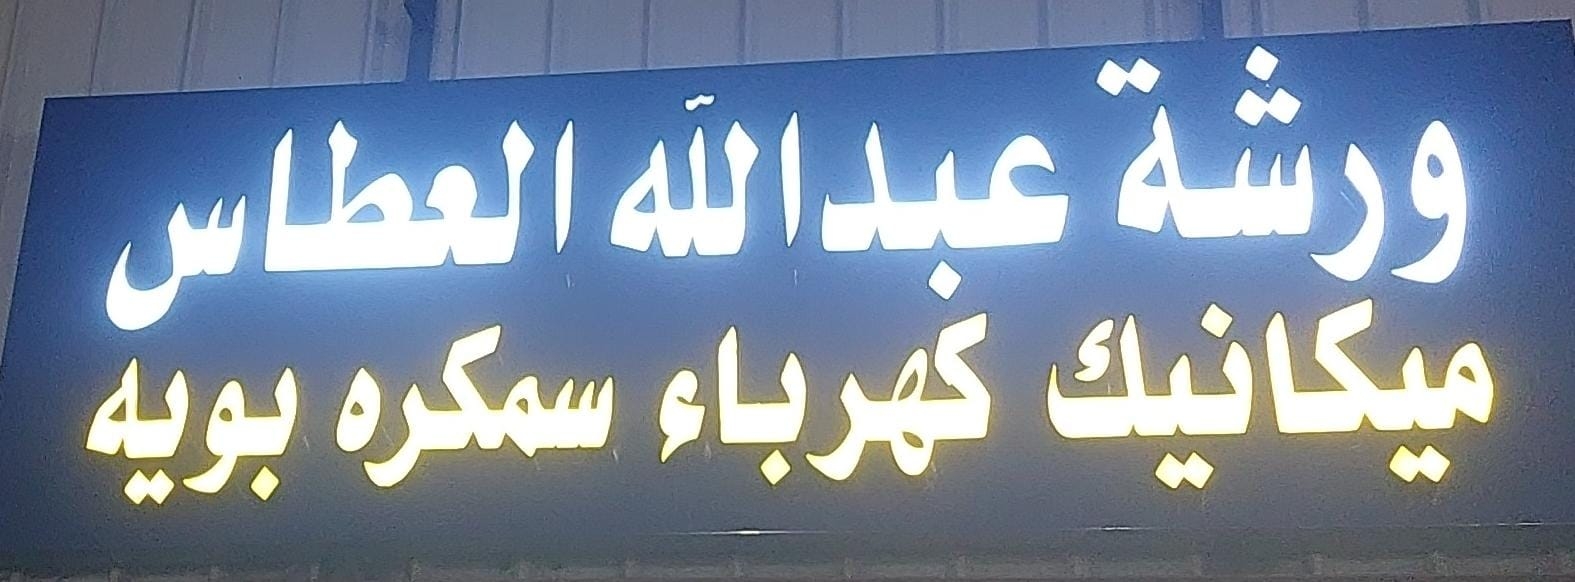 ورشة عبدالله العطاس
ميكانيك كهرباء سمكره بويه